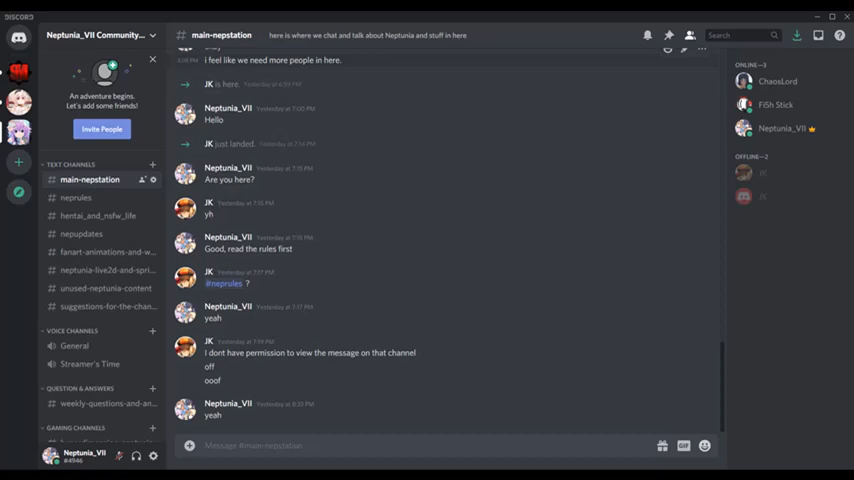 DISCORD
Neptunia_VII Community...
An adventure begins.
Let's add some friends!
Invite People
TEXT CHANNELS
main-nepstation
neprules
hentai_and_nsfw_life
nepupdates
fanart-animations-and-w...
neptunia-live2d-and-spri...
unused-neptunia-content
suggestions-for-the-chan...
VOICE CHANNELS
General
Streamer's Time
QUESTION & ANSWERS
weekly-questions-and-an...
GAMING CHANNELS
Neptunia_VII
#4946
main-nepstation here is where we chat and talk about Neptunia and stuff in here
Search
i feel like we need more people in here.
JK is here. Yesterday at 6:59 PM
Neptunia_VII Yesterday at 7:00 PM
Hello
JK just landed. Yesterday at 7:14 PM
Neptunia_VII Yesterday at 7:15 PM
Are you here?
JK Yesterday at 7:15 PM
yh
Neptunia_VII Yesterday at 7:15 PM
Good, read the rules first
JK Yesterday at 7:17 PM
#neprules ?
Neptunia_VII Yesterday at 7:17 PM
yeah
JK Yesterday at 7:19 PM
I dont have permission to view the message on that channel
off
ooof
Neptunia_VII Yesterday at 8:33 PM
yeah
Message #main-nepstation
GIF
ONLINE—3
ChaosLord
Fi5h Stick
Neptunia_VII
OFFLINE—2
JK
JK